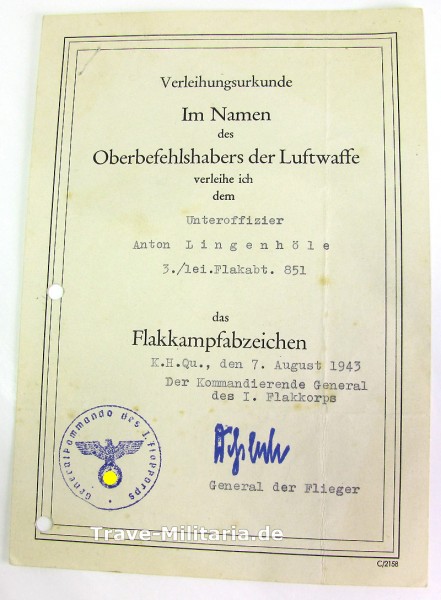 Verleihungsurkunde
Im Namen
des
Oberbefehlshabers der Luftwaffe
verleihe ich
dem
Unteroffizier
Anton Lingenhöle
3./lei.Flakabt. 851
das
Flakkampfabzeichen
K.H.Qu., den 7. August 1943
Der Kommandierende General
des I. Flakkorps
Generalkommando des I. Flakkorps
General der Flieger
Trave-Militaria.de
C/2158